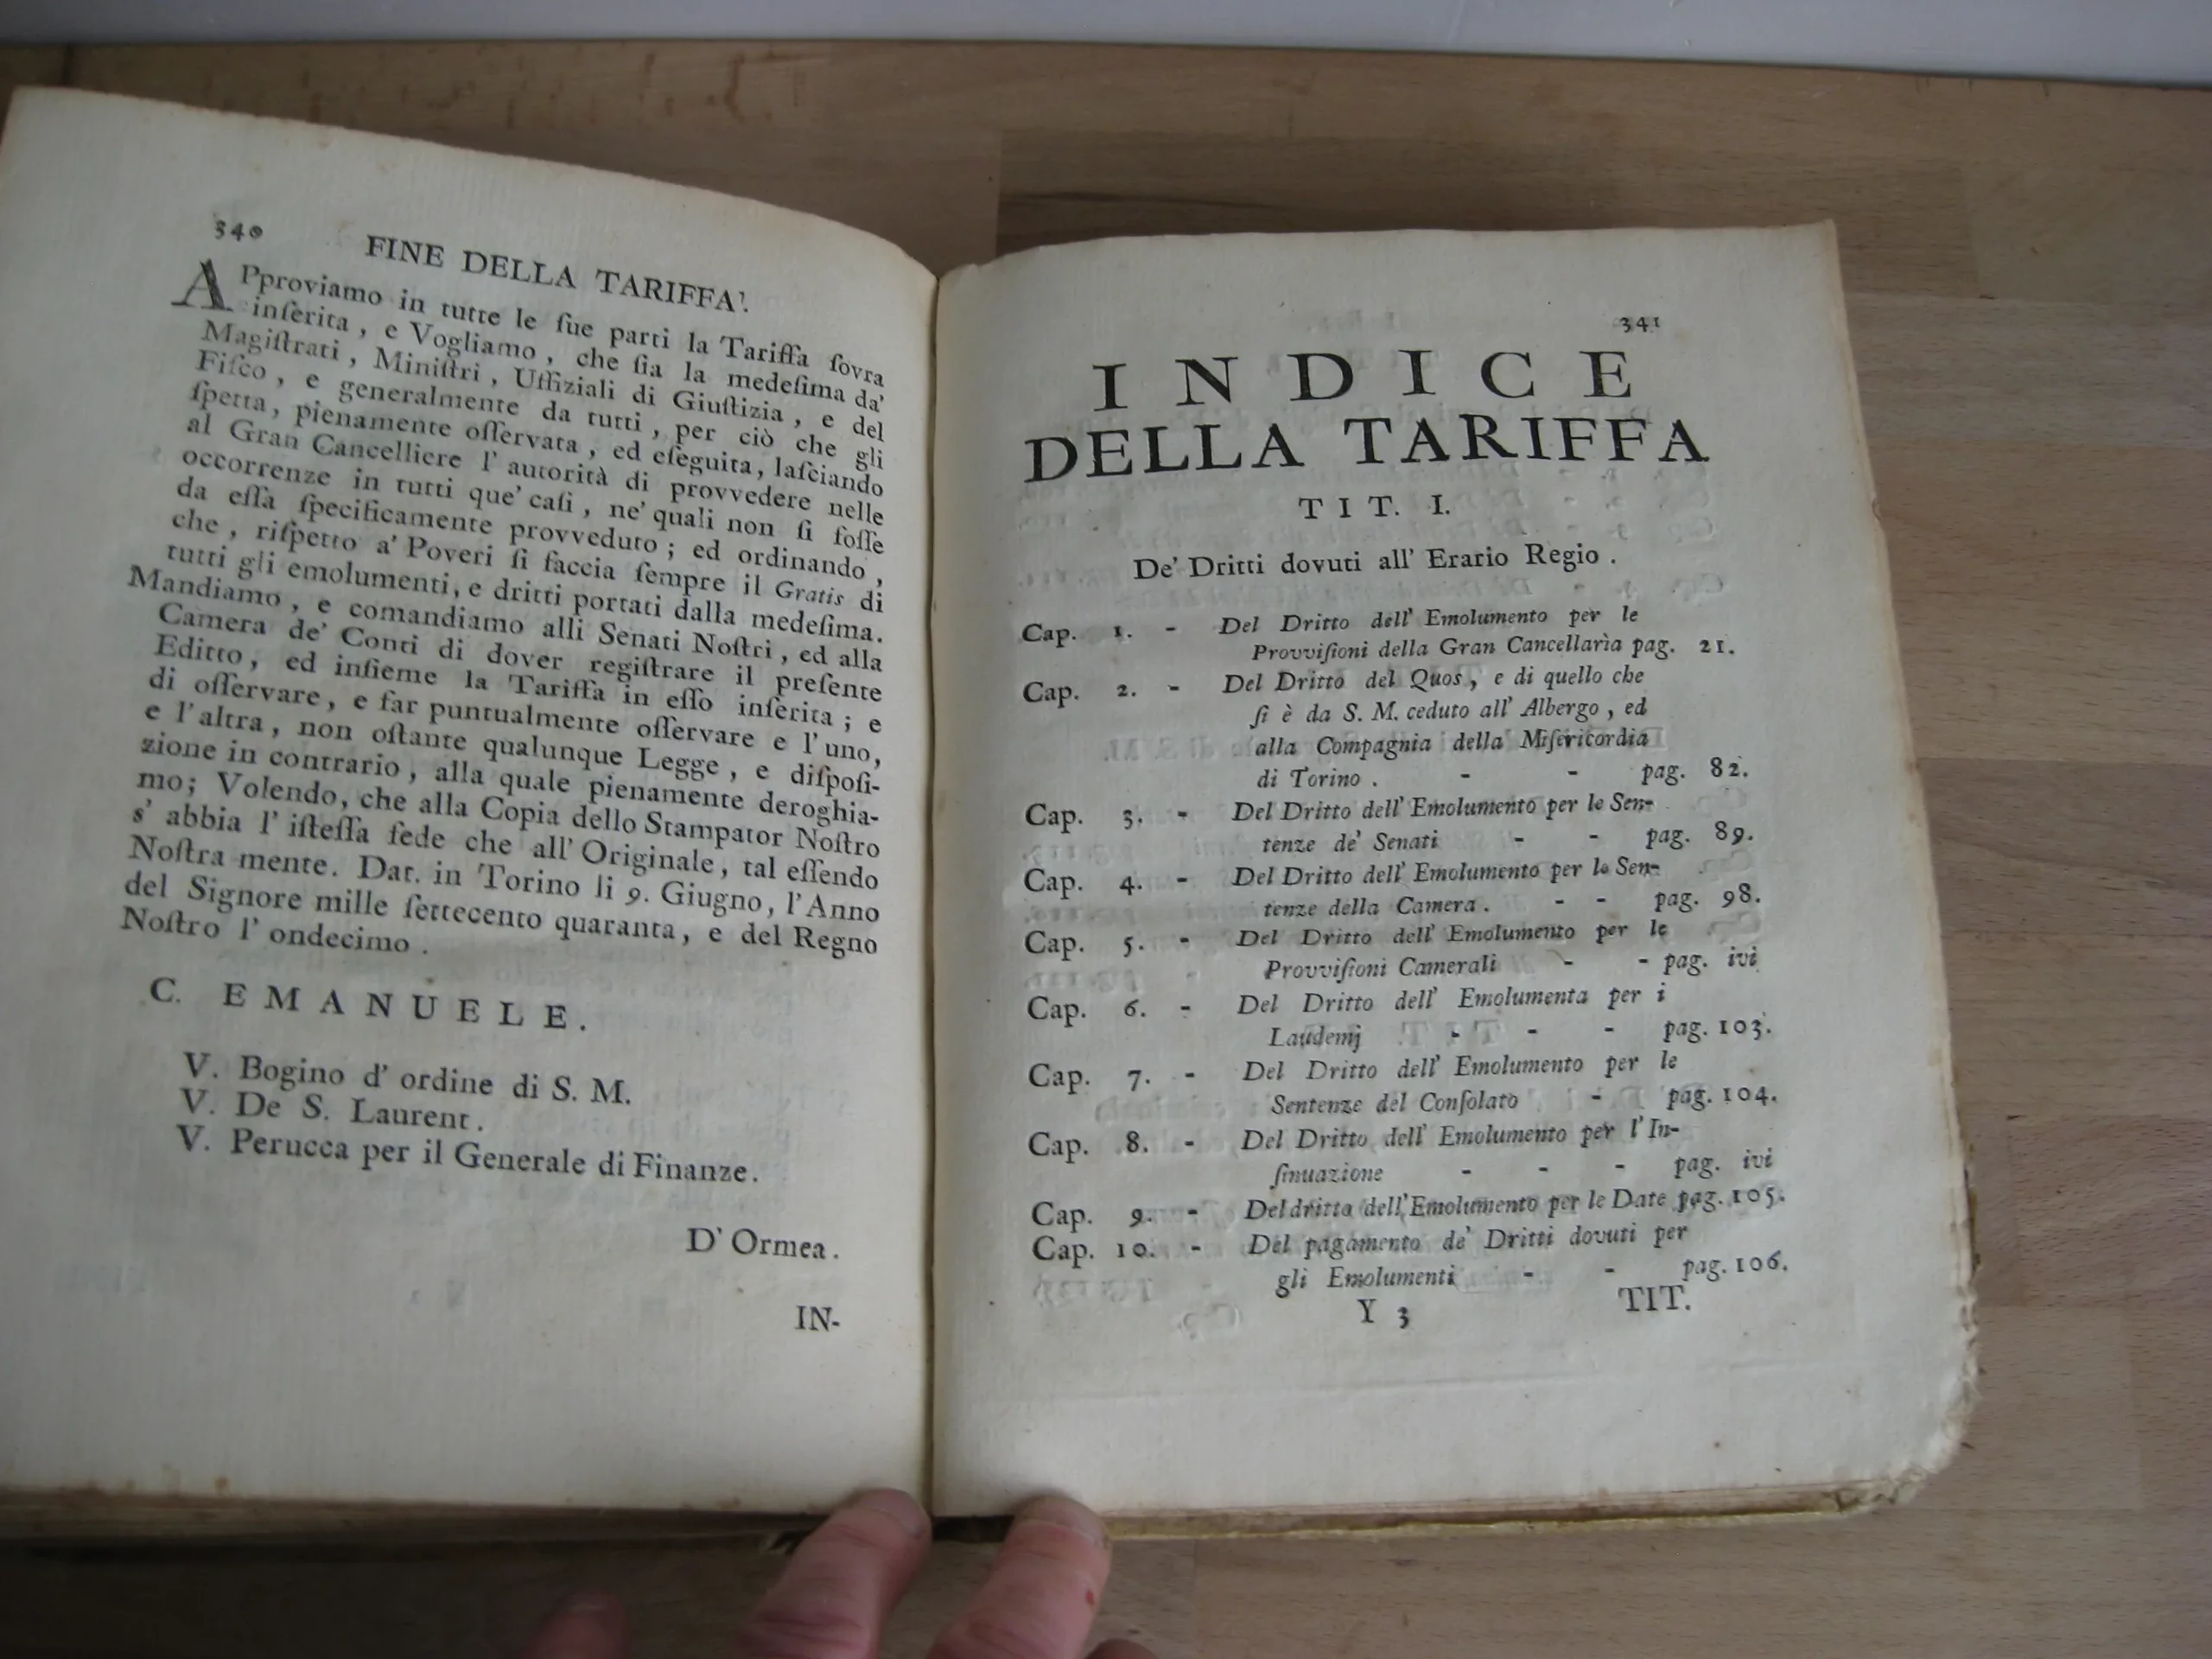 340
FINE DELLA TARIFFA'.
APproviamo in tutte le ſue parti la Tariffa ſovra
inſerita, e Vogliamo, che ſia la medeſima da'
Magiſtrati, Miniſtri, Uffiziali di Giuſtizia, e del
Fiſco, e generalmente da tutti, per ciò che gli
ſpetta, pienamente oſſervata, ed eſeguita, laſciando
al Gran Cancelliere l' autorità di provvedere nelle
occorrenze in tutti que' caſi, ne' quali non ſi foſſe
da eſſa ſpecificamente provveduto; ed ordinando,
che, riſpetto a' Poveri ſi faccia ſempre il Gratis di
tutti gli emolumenti, e dritti portati dalla medeſima.
Mandiamo, e comandiamo alli Senati Noſtri, ed alla
Camera de' Conti di dover regiſtrare il preſente
Editto, ed inſieme la Tariffa in eſſo inſerita; e
di oſſervare, e far puntualmente oſſervare e l'uno,
e l'altra, non oſtante qualunque Legge, e diſpoſi-
zione in contrario, alla quale pienamente deroghia-
mo; Volendo, che alla Copia dello Stampator Noſtro
s' abbia l' iſteſſa fede che all' Originale, tal eſſendo
Noſtra mente. Dat. in Torino li 9. Giugno, l'Anno
del Signore mille ſettecento quaranta, e del Regno
Noſtro l' ondecimo.
C. EMANUELE.
V. Bogino d' ordine di S. M.
V. De S. Laurent.
V. Perucca per il Generale di Finanze.
D' Ormea.
IN-
341
INDICE
DELLA TARIFFA
TIT. I.
De' Dritti dovuti all' Erario Regio.
Cap. 1. - Del Dritto dell' Emolumento per le
Provviſioni della Gran Cancellarìa pag. 21.
Cap. 2. - Del Dritto del Quos, e di quello che
ſi è da S. M. ceduto all' Albergo, ed
alla Compagnia della Miſericordia
di Torino. - - pag. 82.
Cap. 3. - Del Dritto dell' Emolumento per le Sen-
tenze de' Senati - - pag. 89.
Cap. 4. - Del Dritto dell' Emolumento per le Sen-
tenze della Camera. - - pag. 98.
Cap. 5. - Del Dritto dell' Emolumento per le
Provviſioni Camerali - - pag. ivi
Cap. 6. - Del Dritto dell' Emolumenta per i
Laudemj - - - pag. 103.
Cap. 7. - Del Dritto dell' Emolumento per le
Sentenze del Conſolato - pag. 104.
Cap. 8. - Del Dritto dell' Emolumento per l' In-
ſinuazione - - - pag. ivi
Cap. 9. - Del dritto dell' Emolumento per le Date pag. 105.
Cap. 10. - Del pagamento de' Dritti dovuti per
gli Emolumenti - - pag. 106.
Y 3 TIT.